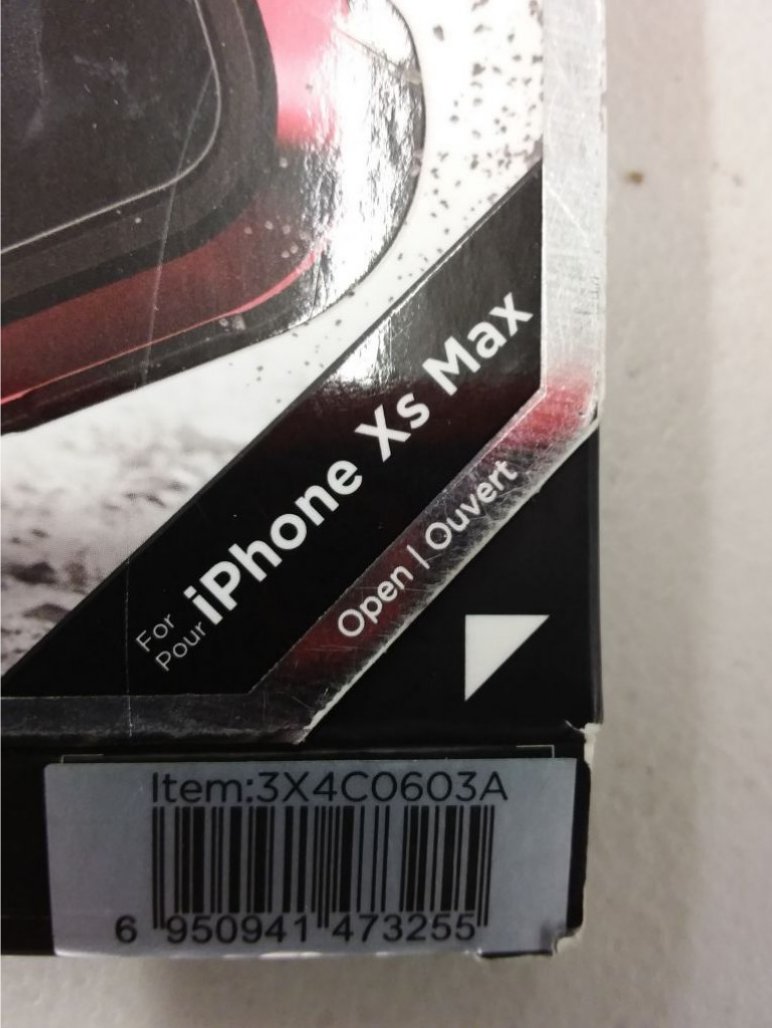 For
Pour
iPhone Xs Max
Open | Ouvert
Item:3X4C0603A
6 950941 473255